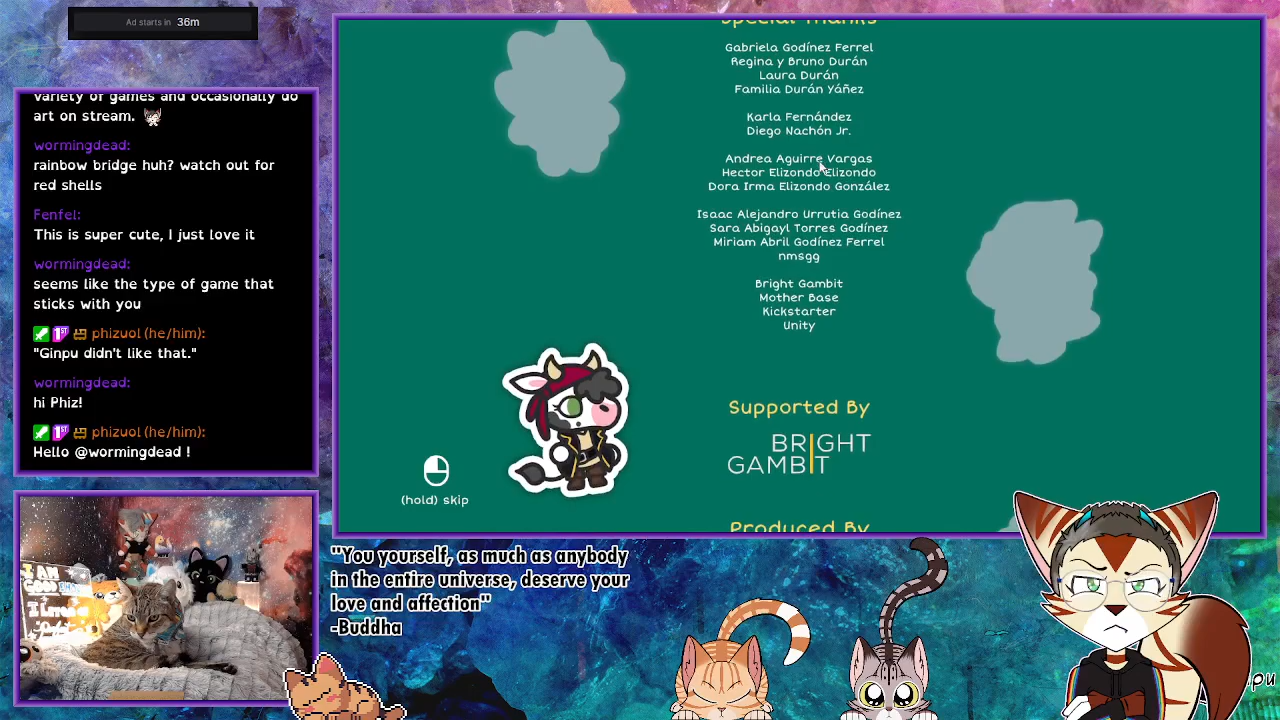 Ad starts in 36m
variety of games and occasionally do
art on stream.
wormingdead:
rainbow bridge huh? watch out for
red shells
Fenfel:
This is super cute, I just love it
wormingdead:
seems like the type of game that
sticks with you
phizuol (he/him):
"Ginpu didn't like that."
wormingdead:
hi Phiz!
phizuol (he/him):
Hello @wormingdead !
Special Thanks
Gabriela Godínez Ferrel
Regina y Bruno Durán
Laura Durán
Familia Durán Yáñez
Karla Fernández
Diego Nachón Jr.
Andrea Aguirre Vargas
Hector Elizondo Elizondo
Dora Irma Elizondo González
Isaac Alejandro Urrutia Godínez
Sara Abigayl Torres Godínez
Miriam Abril Godínez Ferrel
nmsgg
Bright Gambit
Mother Base
Kickstarter
Unity
Supported By
BRIGHT
GAMBIT
Produced By
(hold) skip
"You yourself, as much as anybody
in the entire universe, deserve your
love and affection"
-Buddha
I AM